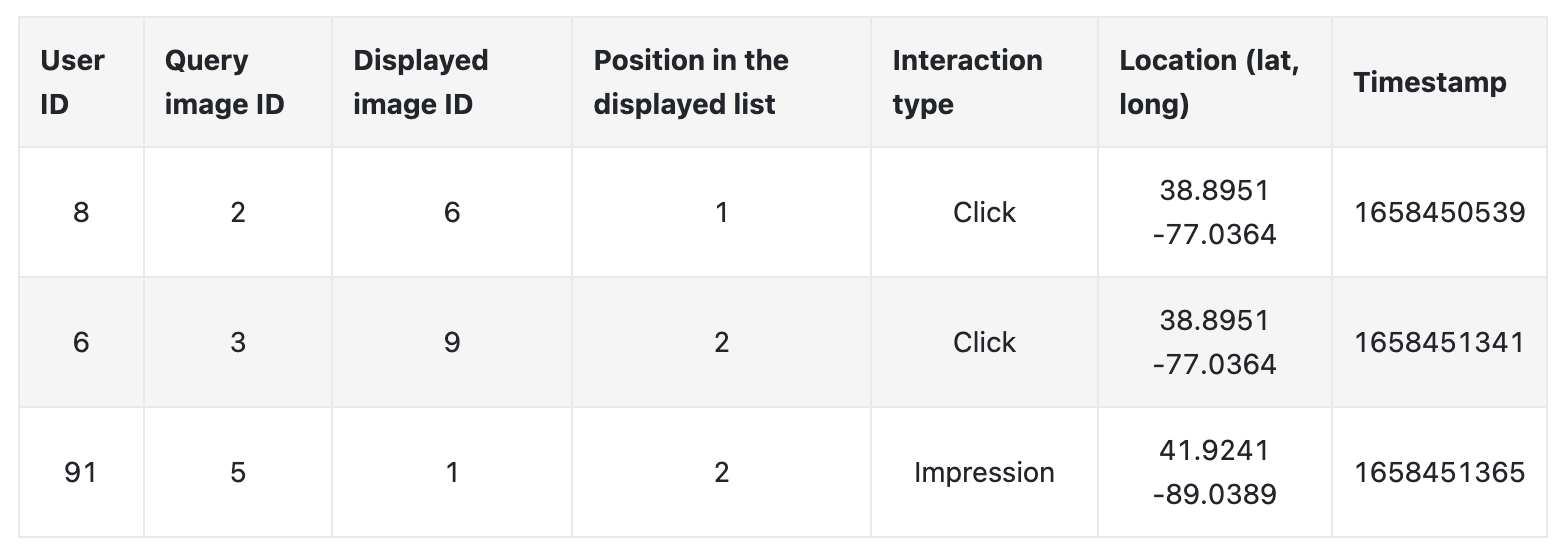 User ID | Query image ID | Displayed image ID | Position in the displayed list | Interaction type | Location (lat, long) | Timestamp
8 | 2 | 6 | 1 | Click | 38.8951 -77.0364 | 1658450539
6 | 3 | 9 | 2 | Click | 38.8951 -77.0364 | 1658451341
91 | 5 | 1 | 2 | Impression | 41.9241 -89.0389 | 1658451365